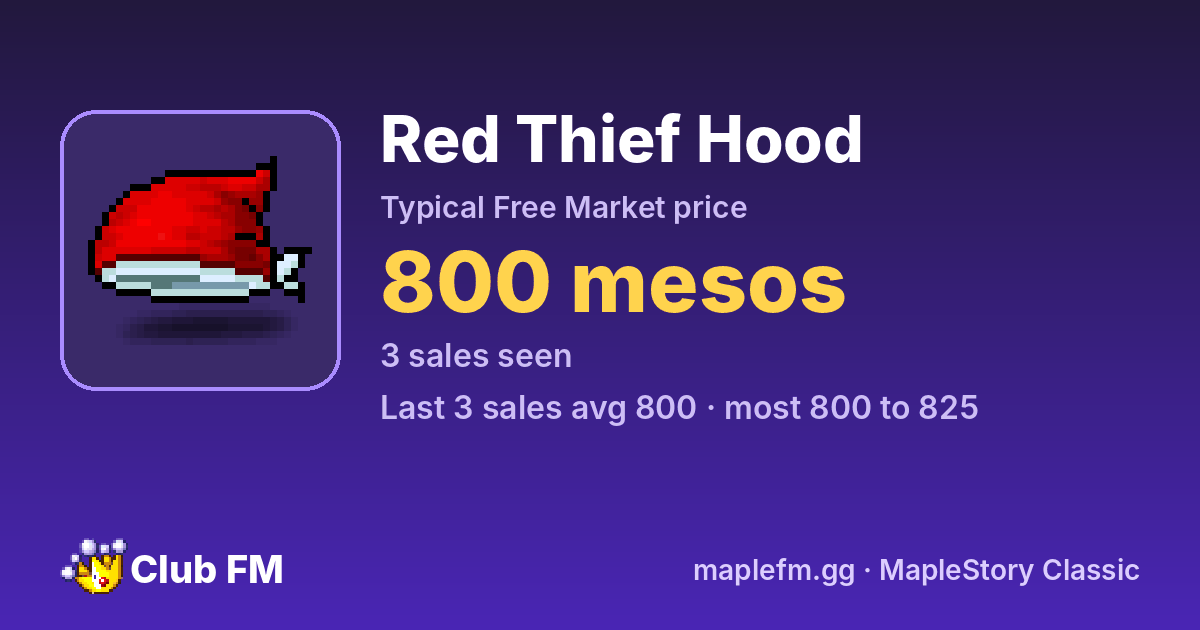 Red Thief Hood
Typical Free Market price
800 mesos
3 sales seen
Last 3 sales avg 800 · most 800 to 825
Club FM
maplefm.gg · MapleStory Classic